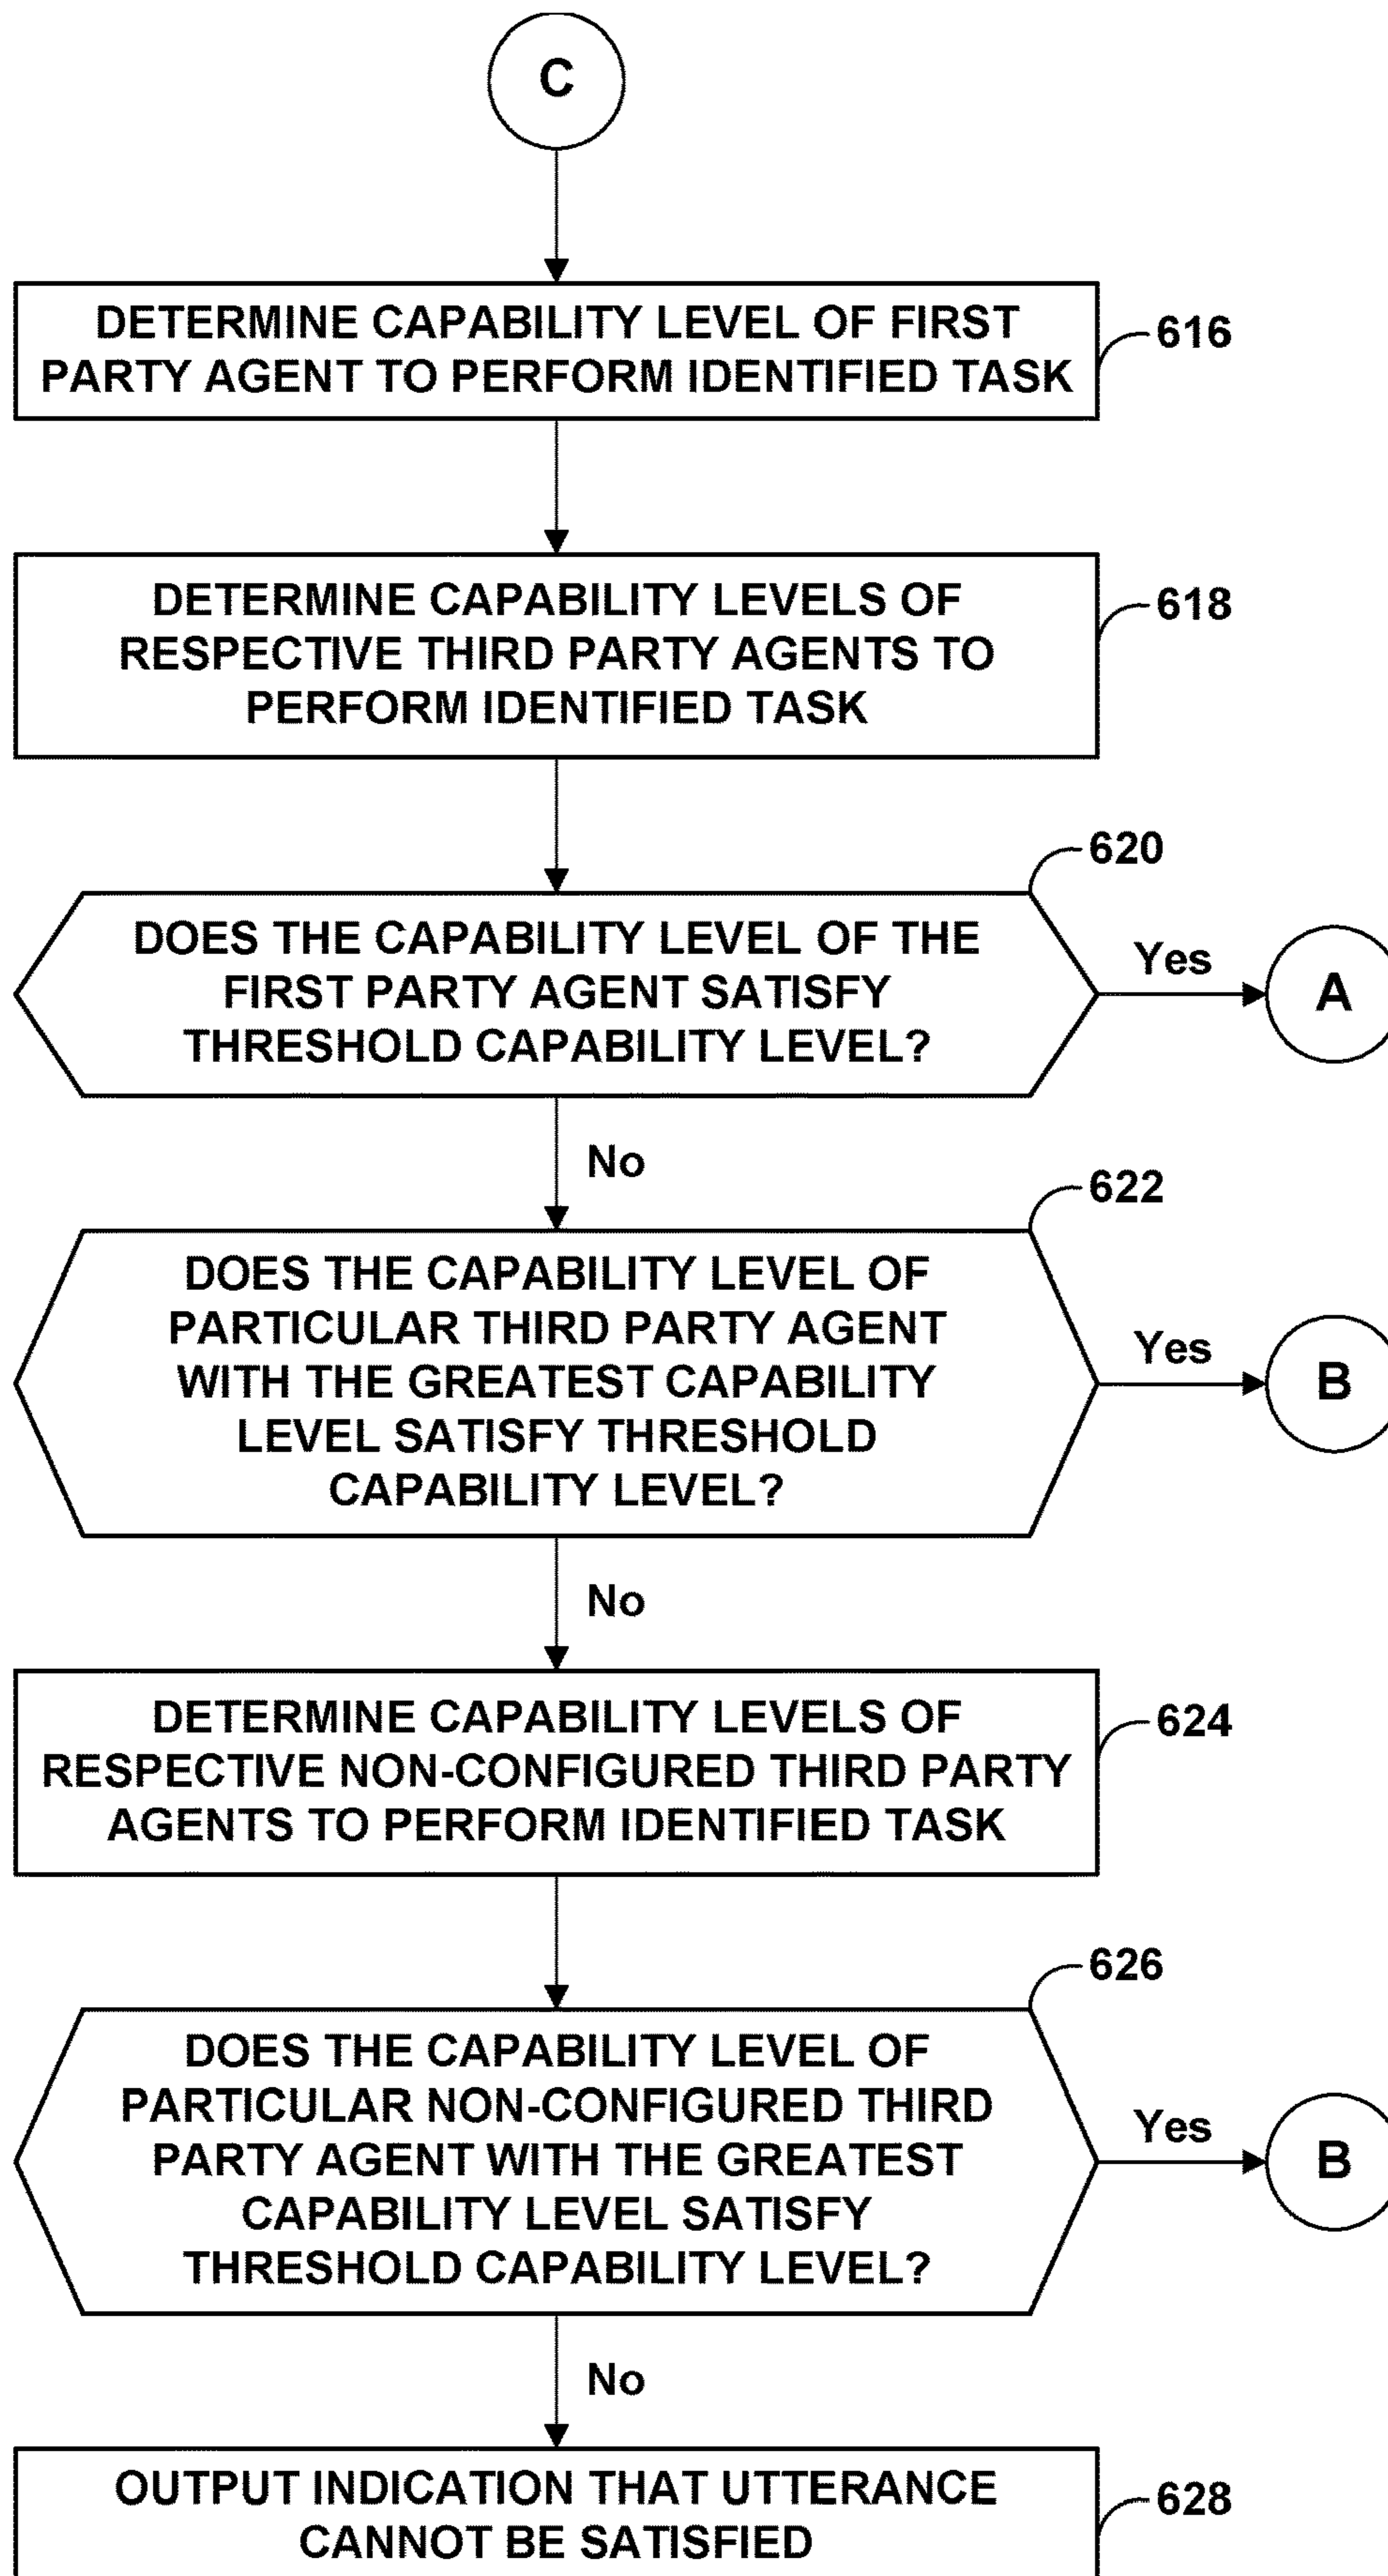 C
DETERMINE CAPABILITY LEVEL OF FIRST
PARTY AGENT TO PERFORM IDENTIFIED TASK
616
DETERMINE CAPABILITY LEVELS OF
RESPECTIVE THIRD PARTY AGENTS TO
PERFORM IDENTIFIED TASK
618
620
DOES THE CAPABILITY LEVEL OF THE
FIRST PARTY AGENT SATISFY
THRESHOLD CAPABILITY LEVEL?
Yes
A
No
622
DOES THE CAPABILITY LEVEL OF
PARTICULAR THIRD PARTY AGENT
WITH THE GREATEST CAPABILITY
LEVEL SATISFY THRESHOLD
CAPABILITY LEVEL?
Yes
B
No
DETERMINE CAPABILITY LEVELS OF
RESPECTIVE NON-CONFIGURED THIRD PARTY
AGENTS TO PERFORM IDENTIFIED TASK
624
626
DOES THE CAPABILITY LEVEL OF
PARTICULAR NON-CONFIGURED THIRD
PARTY AGENT WITH THE GREATEST
CAPABILITY LEVEL SATISFY
THRESHOLD CAPABILITY LEVEL?
Yes
B
No
OUTPUT INDICATION THAT UTTERANCE
CANNOT BE SATISFIED
628